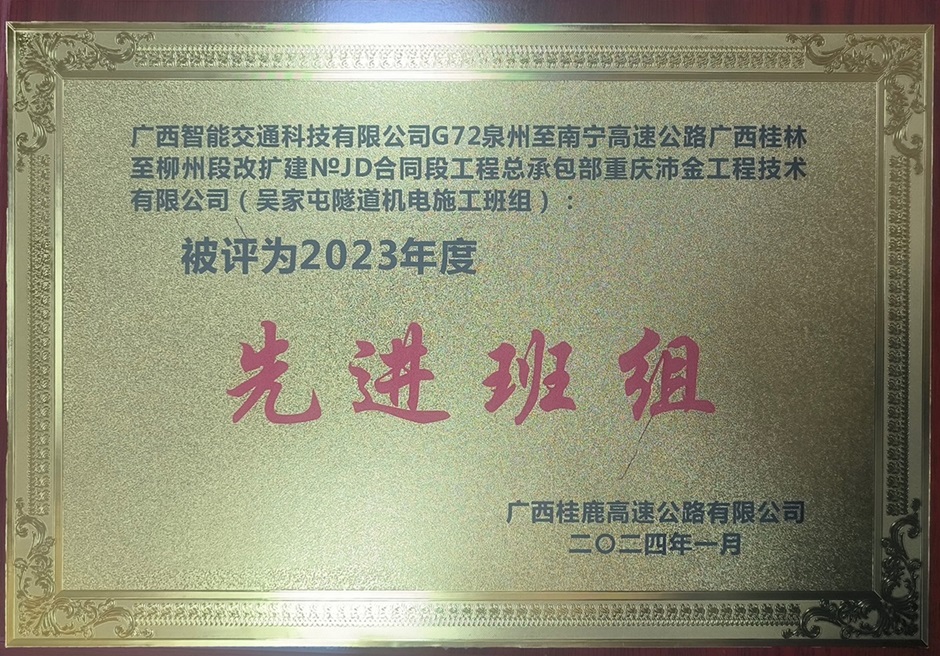 广西智能交通科技有限公司G72泉州至南宁高速公路广西桂林
至柳州段改扩建№JD合同段工程总承包部重庆沛金工程技术
有限公司（吴家屯隧道机电施工班组）：
被评为2023年度
先进班组
广西桂鹿高速公路有限公司
二〇二四年一月